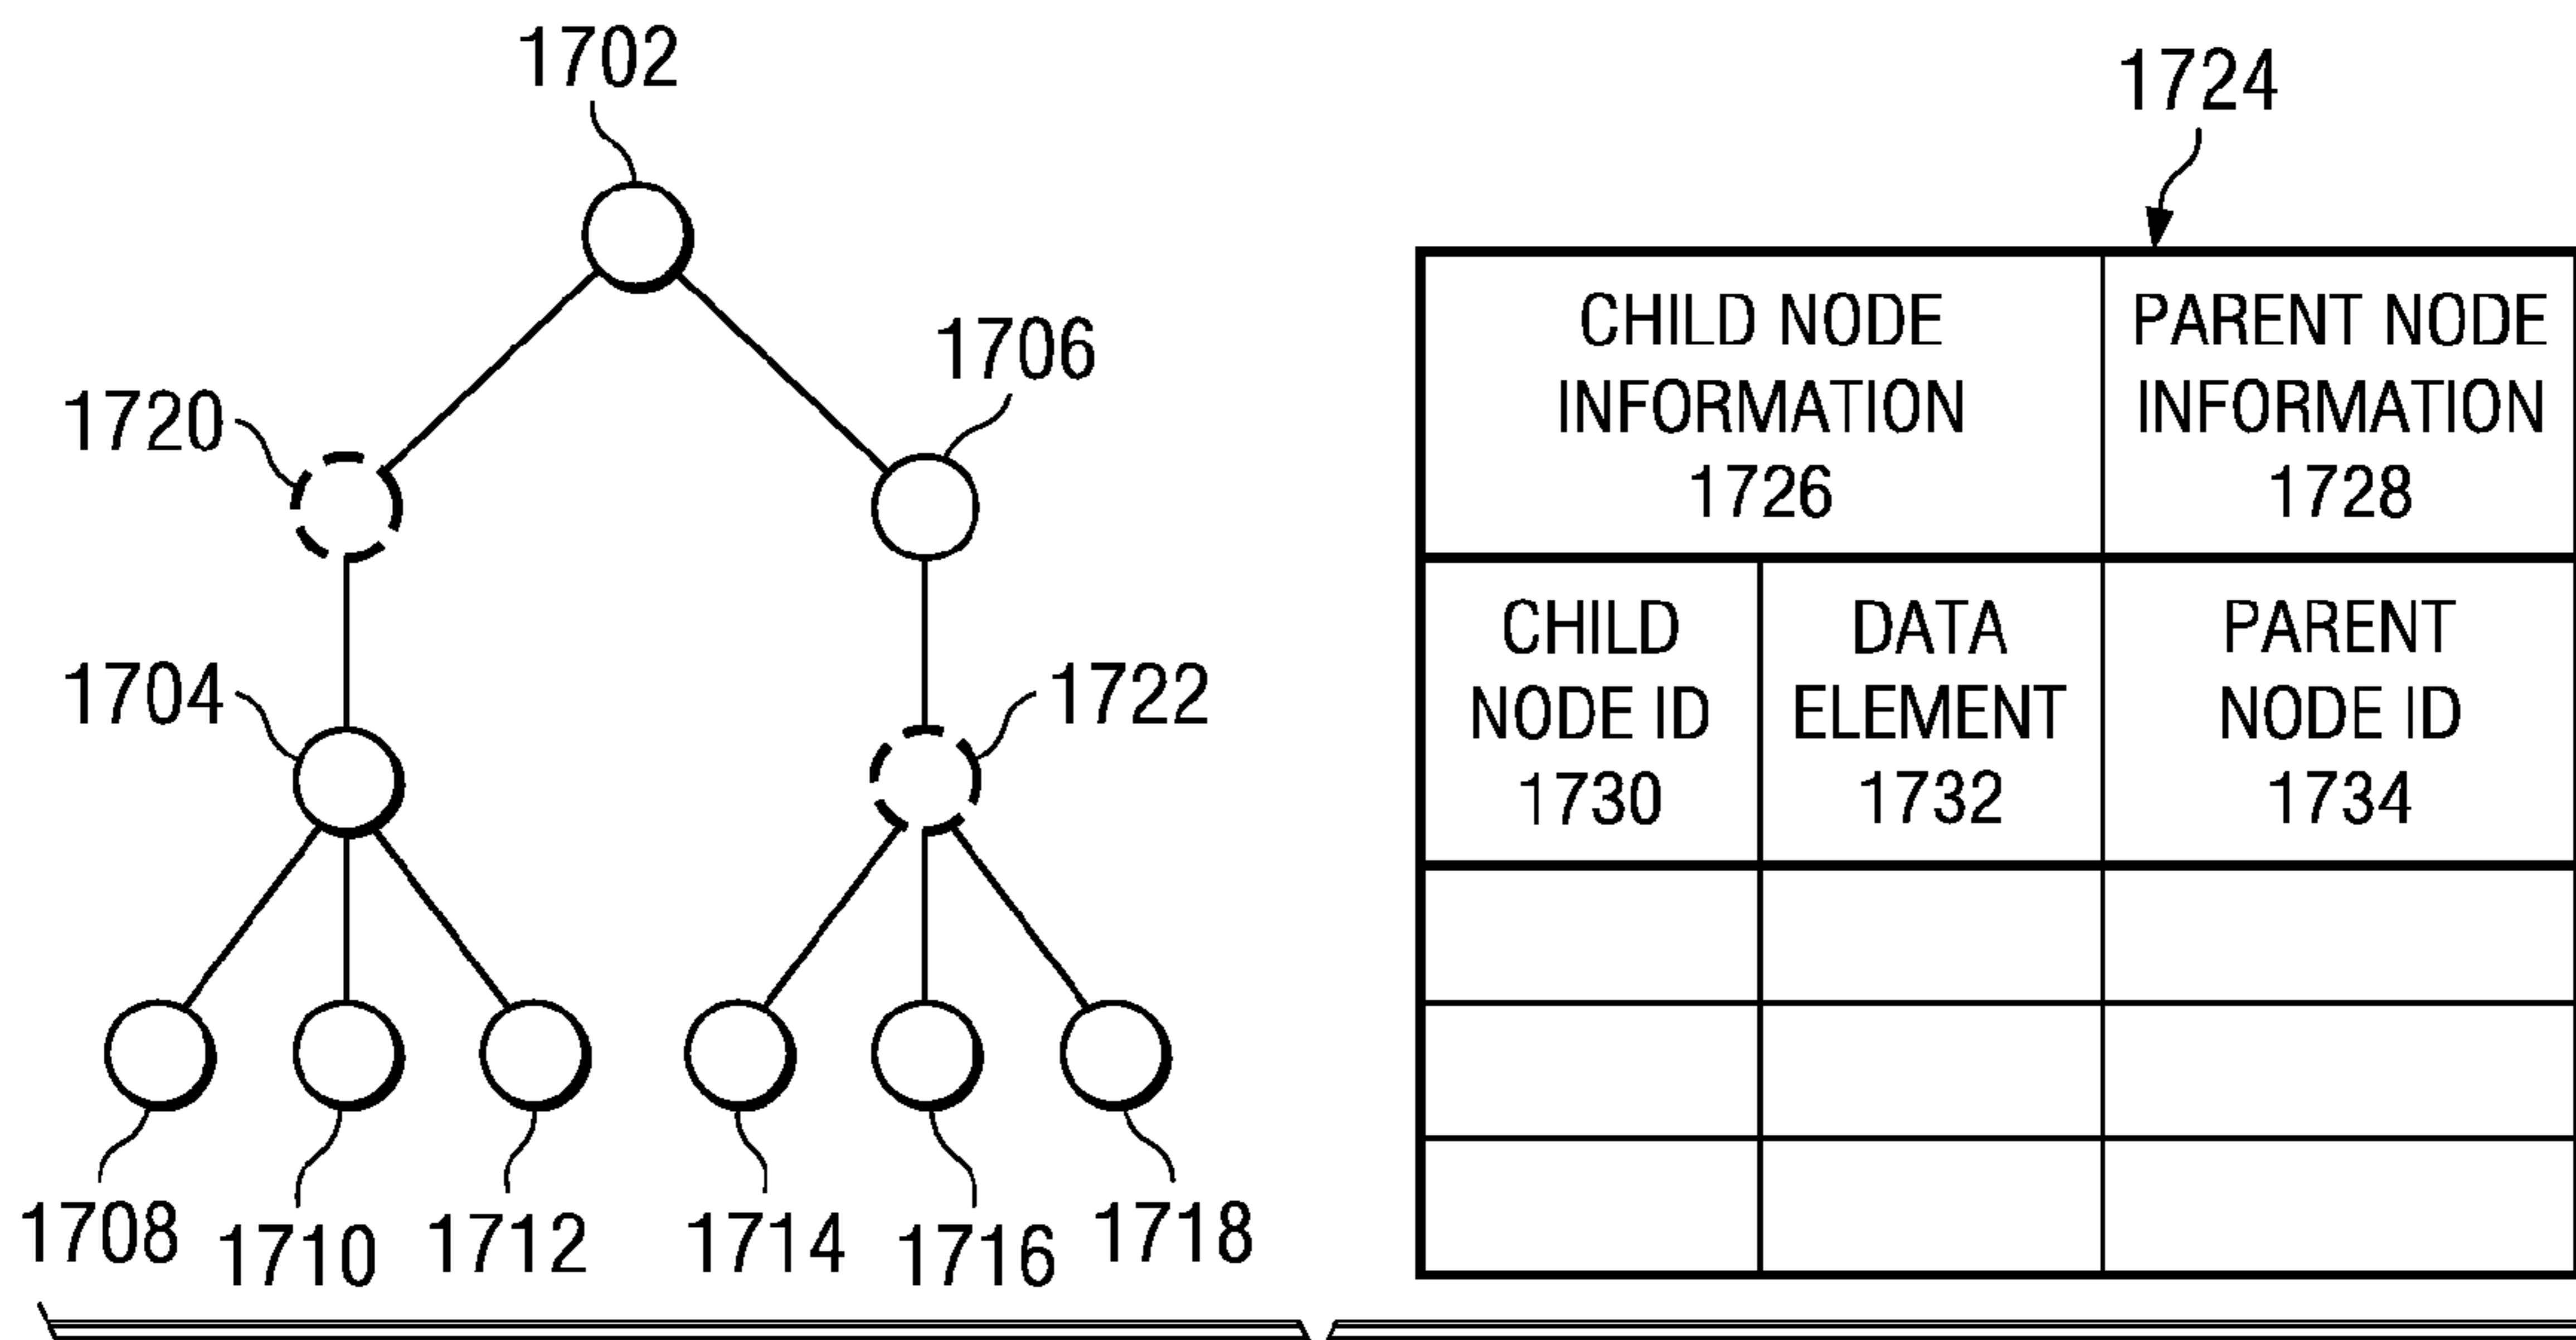 1702
1724
1706
1720
1704
1722
1708
1710
1712
1714
1716
1718
CHILD NODE
INFORMATION
1726
PARENT NODE
INFORMATION
1728
CHILD
NODE ID
1730
DATA
ELEMENT
1732
PARENT
NODE ID
1734